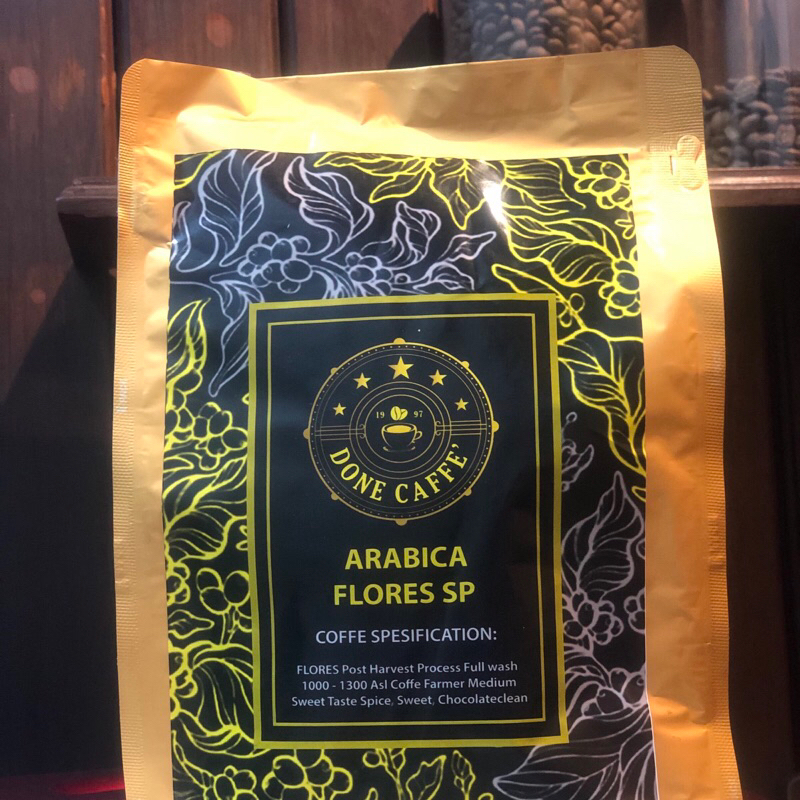 19 97
DONE CAFFE'
ARABICA
FLORES SP
COFFE SPESIFICATION:
FLORES Post Harvest Process Full wash
1000 - 1300 Asl Coffe Farmer Medium
Sweet Taste Spice, Sweet, Chocolateclean